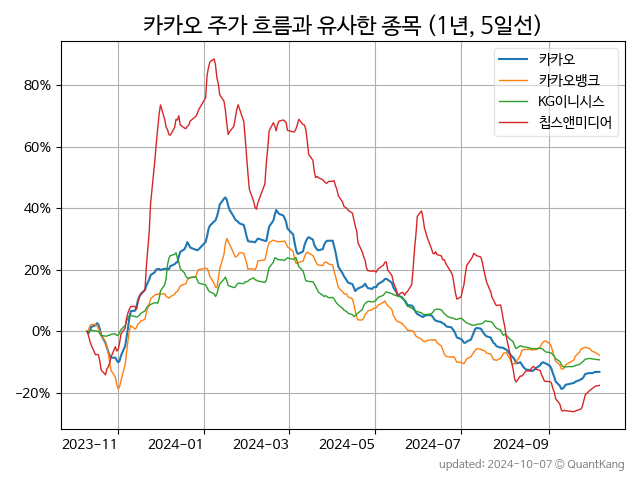 카카오 주가 흐름과 유사한 종목 (1년, 5일선)
카카오
카카오뱅크
KG이니시스
칩스앤미디어
80%
60%
40%
20%
0%
−20%
2023-11
2024-01
2024-03
2024-05
2024-07
2024-09
updated: 2024-10-07 © QuantKang